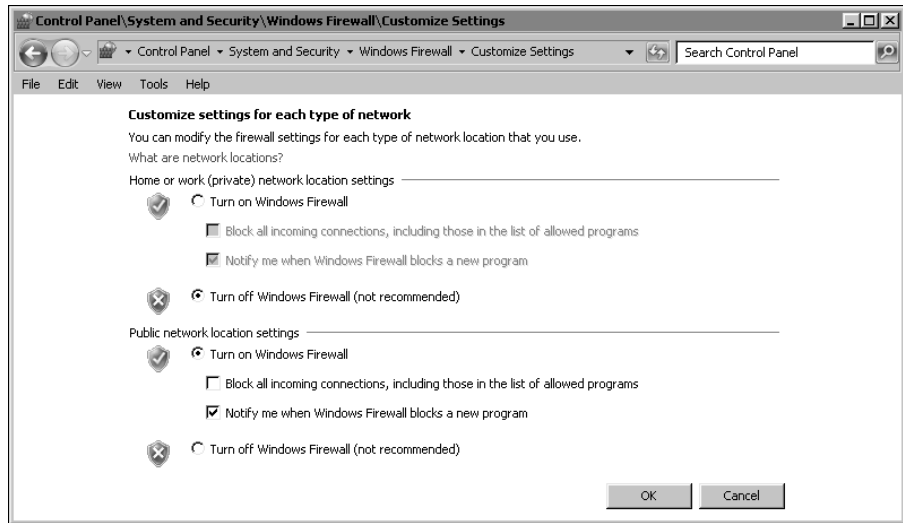 Control Panel\System and Security\Windows Firewall\Customize Settings
Control Panel System and Security Windows Firewall Customize Settings Search Control Panel
File Edit View Tools Help
Customize settings for each type of network
You can modify the firewall settings for each type of network location that you use.
What are network locations?
Home or work (private) network location settings
Turn on Windows Firewall
Block all incoming connections, including those in the list of allowed programs
Notify me when Windows Firewall blocks a new program
Turn off Windows Firewall (not recommended)
Public network location settings
Turn on Windows Firewall
Block all incoming connections, including those in the list of allowed programs
Notify me when Windows Firewall blocks a new program
Turn off Windows Firewall (not recommended)
OK Cancel